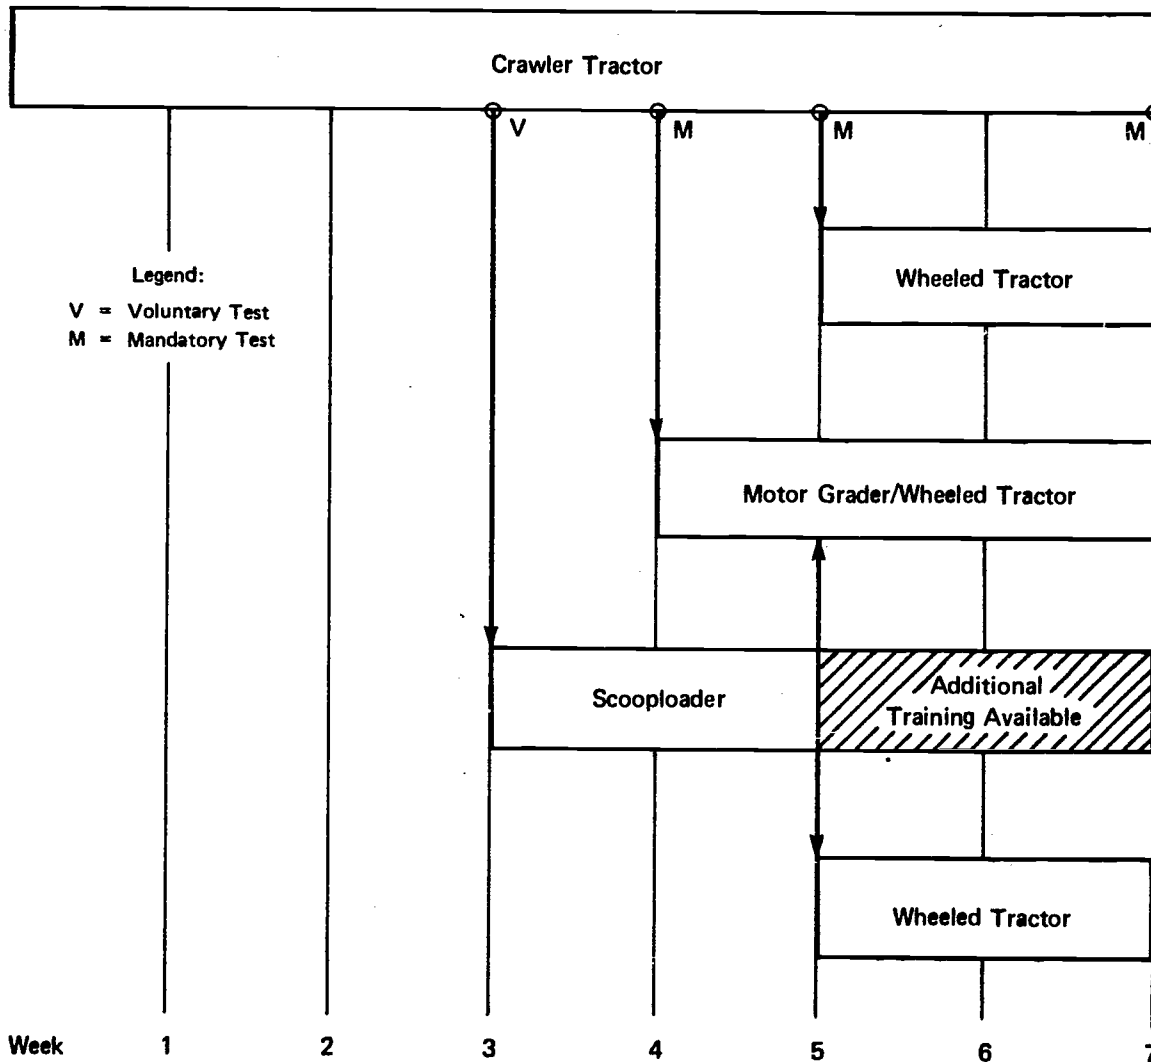 Crawler Tractor
V
M
M
M
Legend:
V = Voluntary Test
M = Mandatory Test
Wheeled Tractor
Motor Grader/Wheeled Tractor
Scooploader
Additional
Training Available
Wheeled Tractor
Week 1 2 3 4 5 6 7